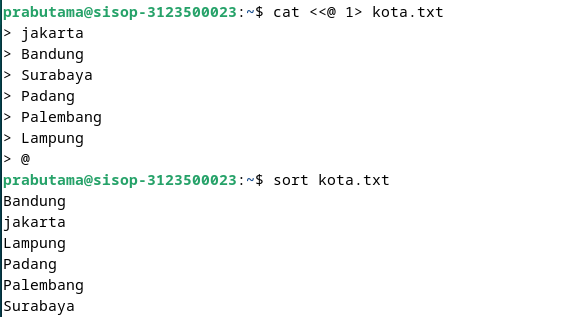 prabutama@sisop-3123500023:~$ cat <<@ 1> kota.txt
> jakarta
> Bandung
> Surabaya
> Padang
> Palembang
> Lampung
> @
prabutama@sisop-3123500023:~$ sort kota.txt
Bandung
jakarta
Lampung
Padang
Palembang
Surabaya